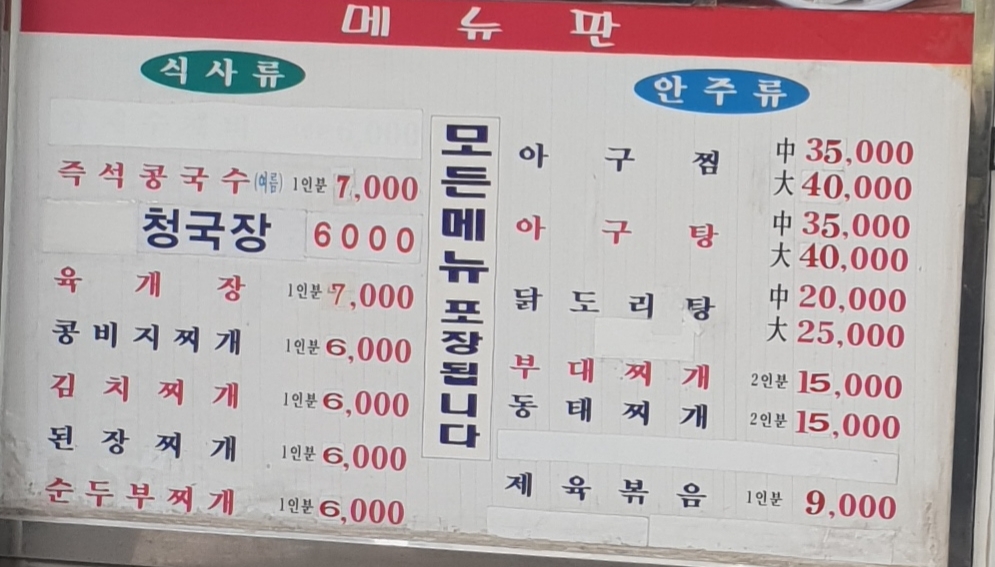 메뉴판
식사류
즉석콩국수(여름) 1인분 7,000
청국장 6000
육개장 1인분 7,000
콩비지찌개 1인분 6,000
김치찌개 1인분 6,000
된장찌개 1인분 6,000
순두부찌개 1인분 6,000
모든메뉴 포장됩니다
안주류
아구찜 中 35,000
大 40,000
아구탕 中 35,000
大 40,000
닭도리탕 中 20,000
大 25,000
부대찌개 2인분 15,000
동태찌개 2인분 15,000
제육볶음 1인분 9,000